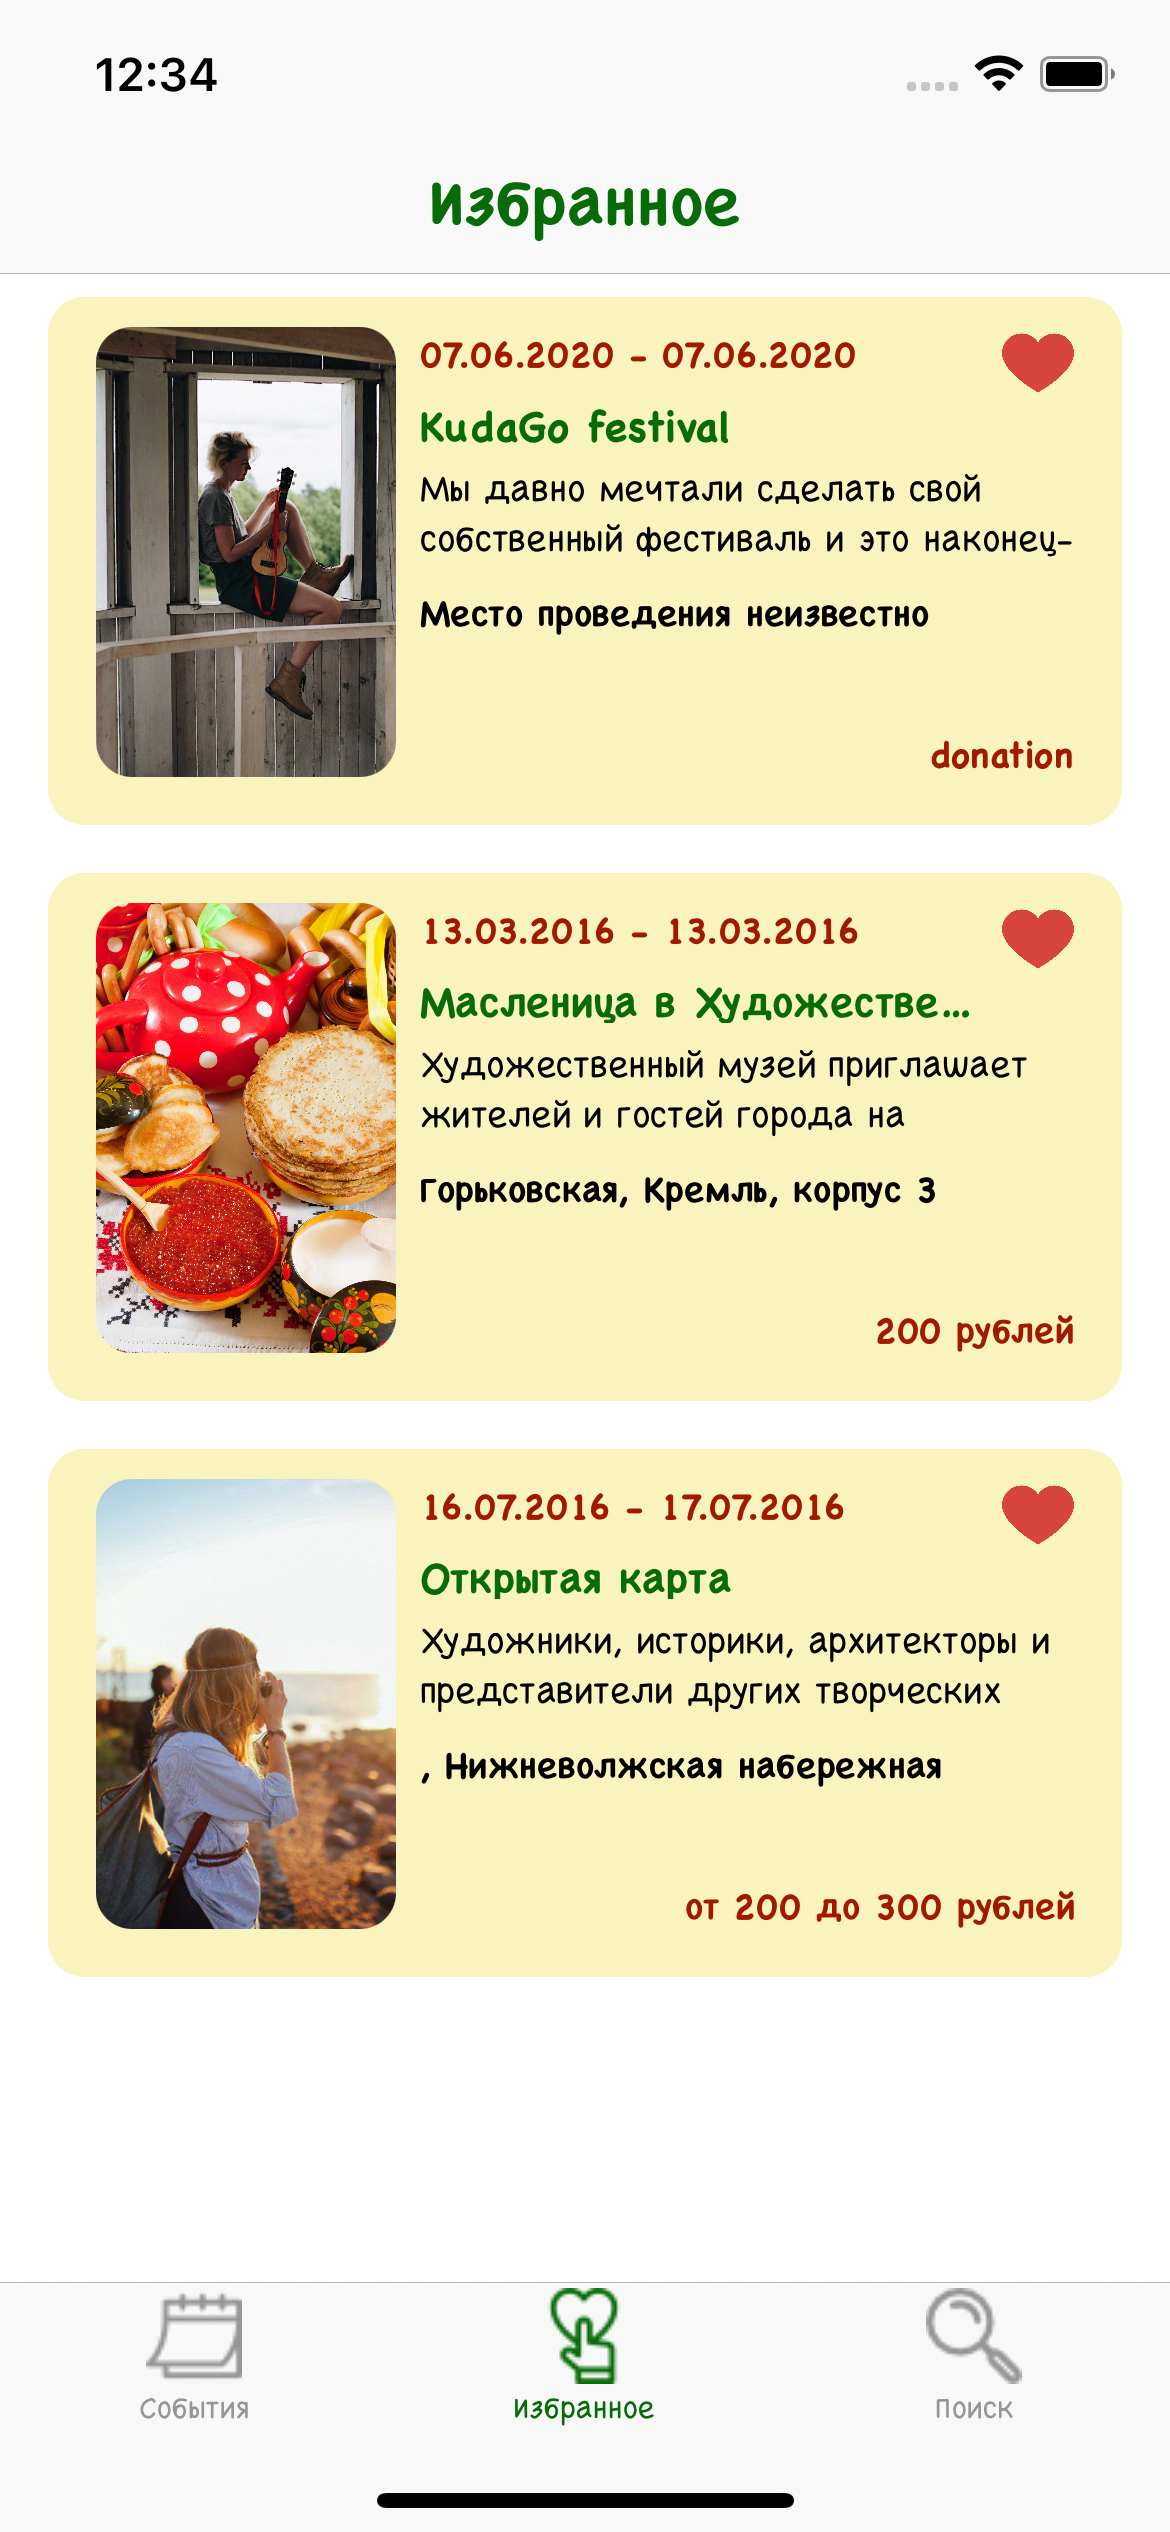 12:34
Избранное
07.06.2020 - 07.06.2020
KudaGo festival
Мы давно мечтали сделать свой
собственный фестиваль и это наконец-
Место проведения неизвестно
donation
13.03.2016 - 13.03.2016
Масленица в Художестве...
Художественный музей приглашает
жителей и гостей города на
Горьковская, Кремль, корпус 3
200 рублей
16.07.2016 - 17.07.2016
Открытая карта
Художники, историки, архитекторы и
представители других творческих
, Нижневолжская набережная
от 200 до 300 рублей
События
Избранное
Поиск